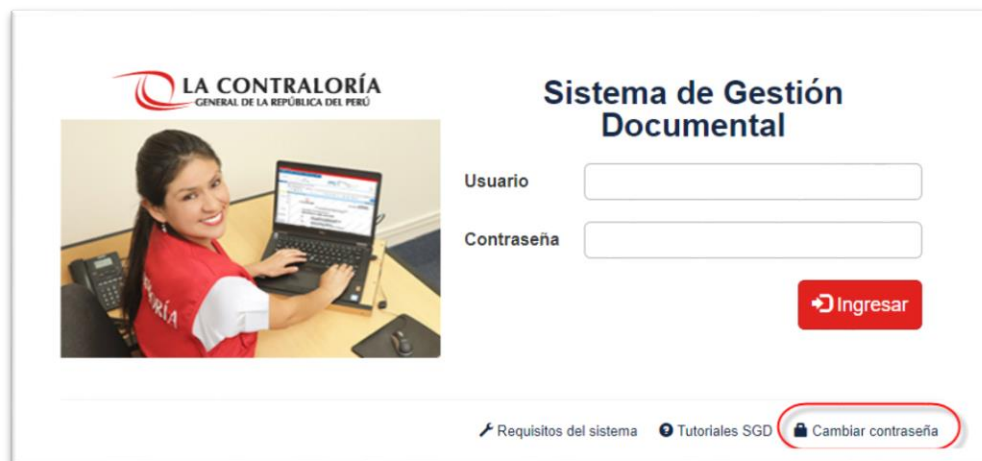 LA CONTRALORÍA
GENERAL DE LA REPÚBLICA DEL PERÚ
Sistema de Gestión
Documental
Usuario
Contraseña
Ingresar
Requisitos del sistema
Tutoriales SGD
Cambiar contraseña